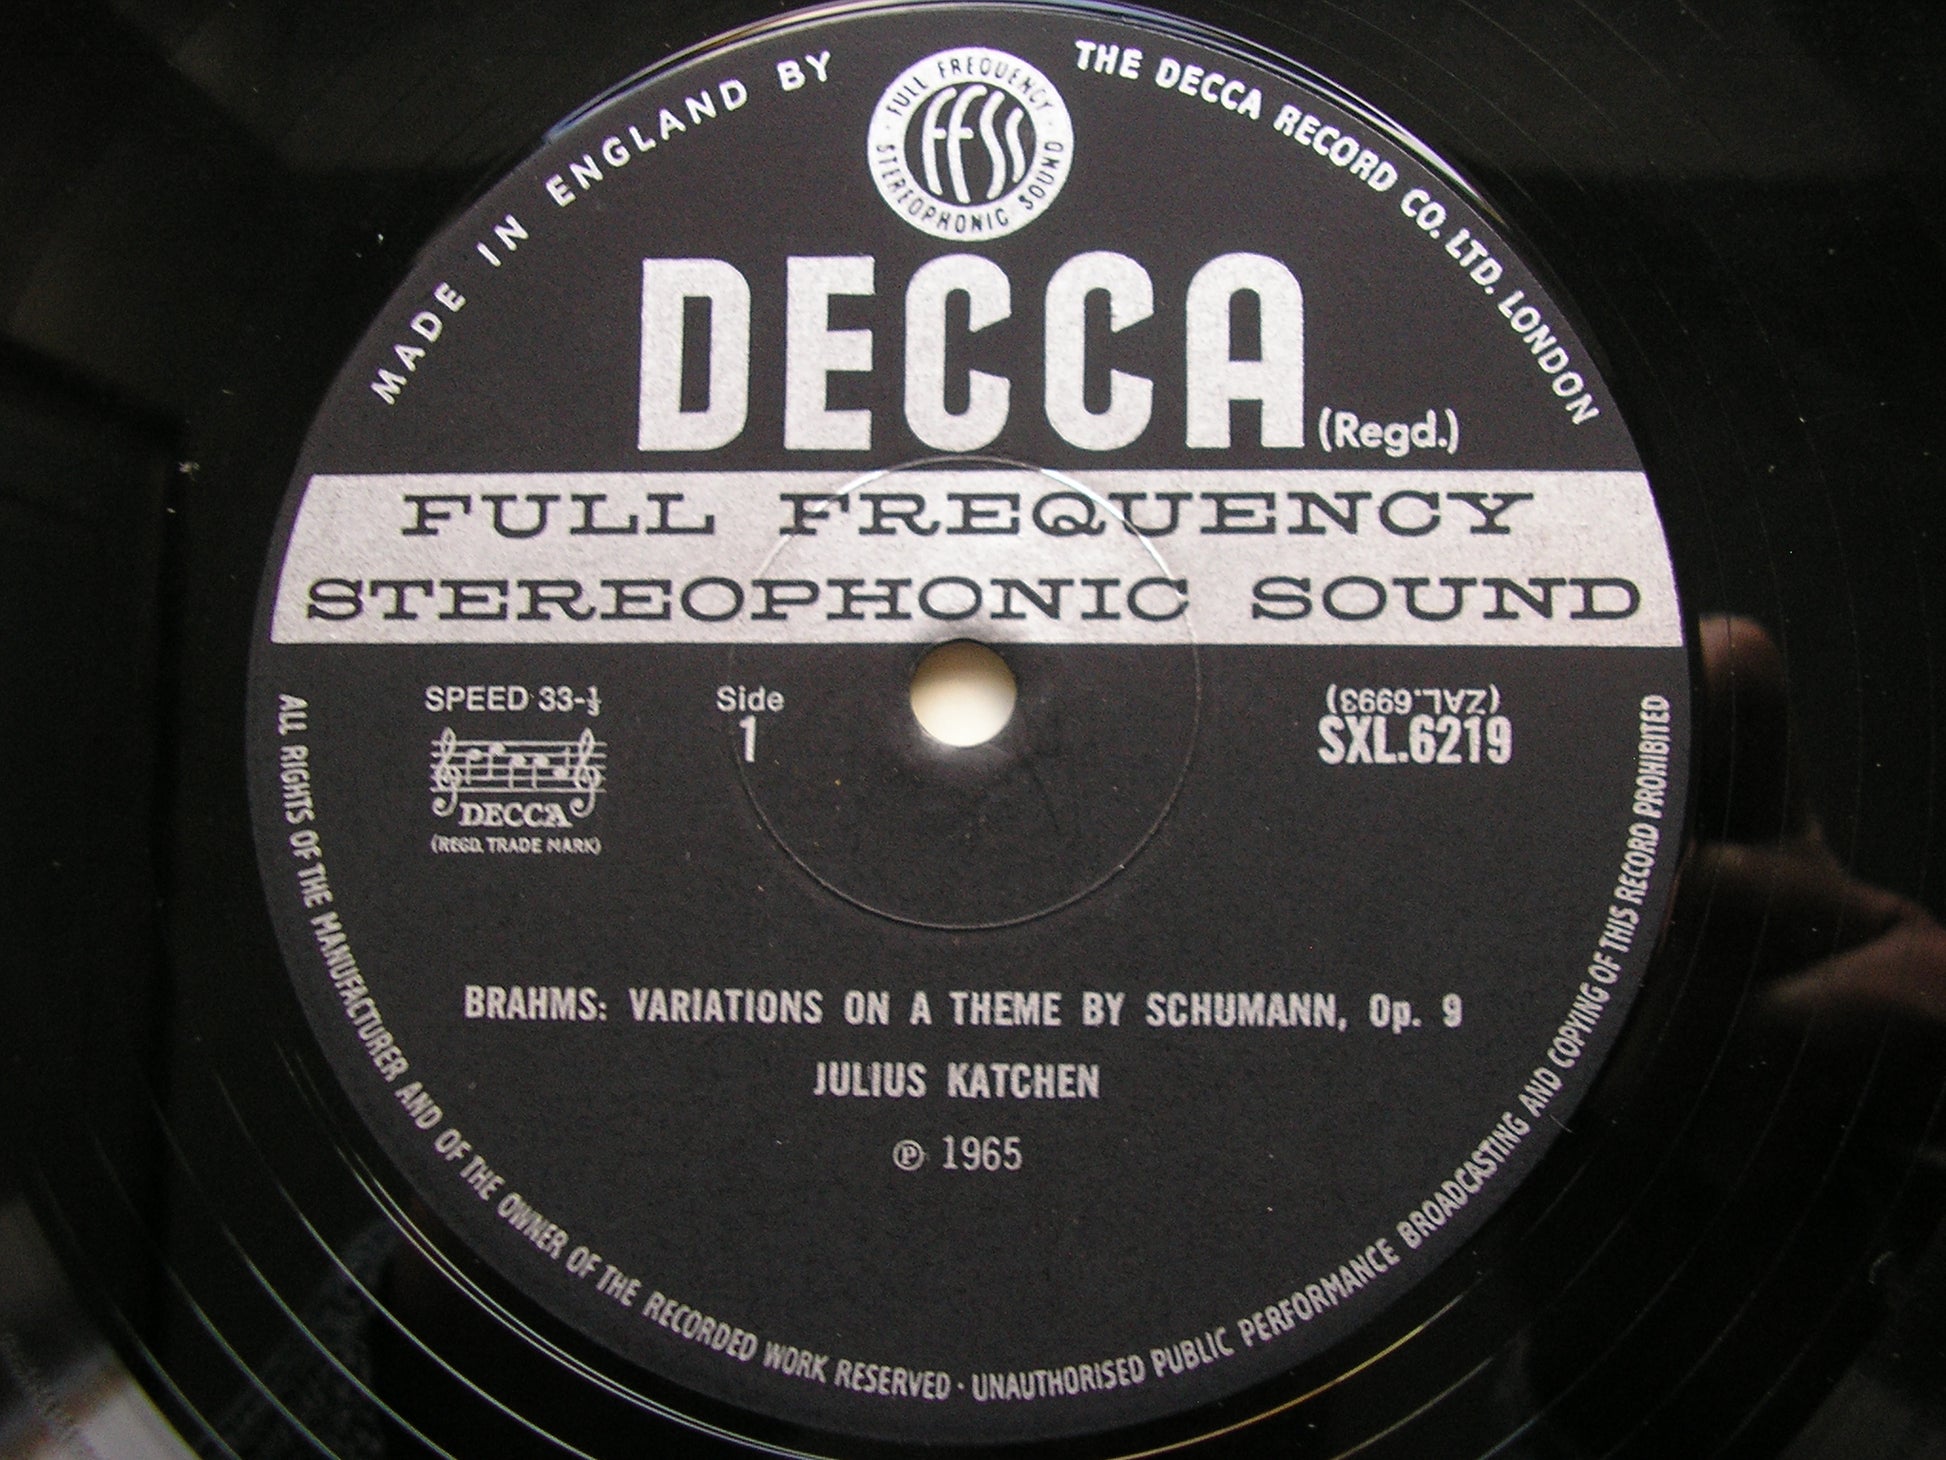 MADE IN ENGLAND BY
THE DECCA RECORD CO. LTD. LONDON
FULL FREQUENCY
FFSS
STEREOPHONIC SOUND
DECCA (Regd.)
FULL FREQUENCY
STEREOPHONIC SOUND
SPEED 33-⅓
Side
1
(ZAL.6993)
SXL.6219
DECCA
(REGD. TRADE MARK)
BRAHMS: VARIATIONS ON A THEME BY SCHUMANN, Op. 9
JULIUS KATCHEN
℗ 1965
ALL RIGHTS OF THE MANUFACTURER AND OF THE OWNER OF THE RECORDED WORK RESERVED · UNAUTHORISED PUBLIC PERFORMANCE BROADCASTING AND COPYING OF THIS RECORD PROHIBITED